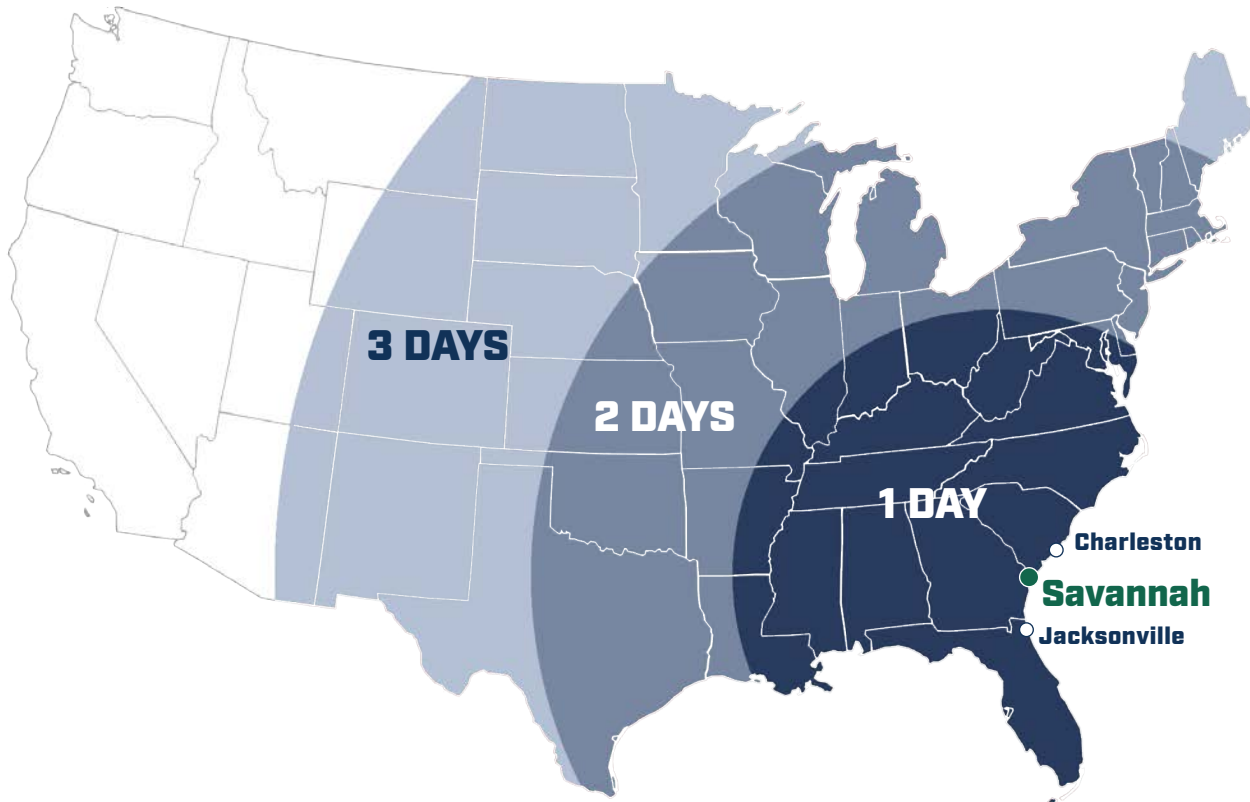 3 DAYS
2 DAYS
1 DAY
Charleston
Savannah
Jacksonville